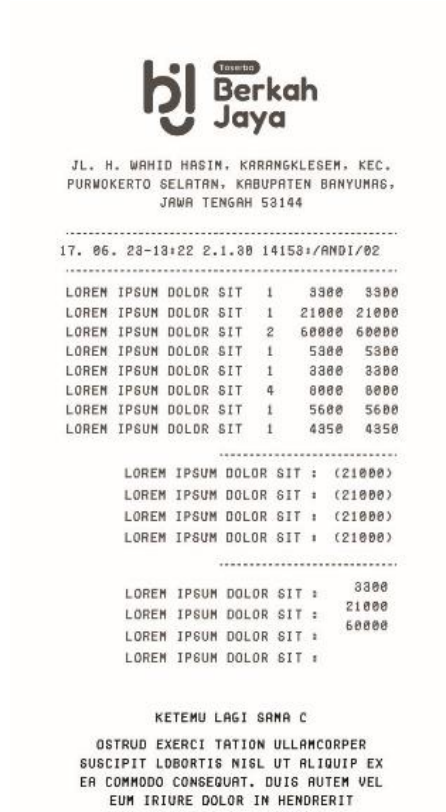 Toserba
Berkah
Jaya
JL. H. WAHID HASIM, KARANGKLESEM, KEC.
PURWOKERTO SELATAN, KABUPATEN BANYUMAS,
JAWA TENGAH 53144
17. 06. 23-13:22 2.1.30 14153:/ANDI/02
LOREM IPSUM DOLOR SIT 1 3300 3300
LOREM IPSUM DOLOR SIT 1 21000 21000
LOREM IPSUM DOLOR SIT 2 60000 60000
LOREM IPSUM DOLOR SIT 1 5300 5300
LOREM IPSUM DOLOR SIT 1 3300 3300
LOREM IPSUM DOLOR SIT 4 8000 8000
LOREM IPSUM DOLOR SIT 1 5600 5600
LOREM IPSUM DOLOR SIT 1 4350 4350
LOREM IPSUM DOLOR SIT : (21000)
LOREM IPSUM DOLOR SIT : (21000)
LOREM IPSUM DOLOR SIT : (21000)
LOREM IPSUM DOLOR SIT : (21000)
LOREM IPSUM DOLOR SIT : 3300
LOREM IPSUM DOLOR SIT : 21000
LOREM IPSUM DOLOR SIT : 60000
LOREM IPSUM DOLOR SIT :
KETEMU LAGI SAMA C
OSTRUD EXERCI TATION ULLAMCORPER
SUSCIPIT LOBORTIS NISL UT ALIQUIP EX
EA COMMODO CONSEQUAT. DUIS AUTEM VEL
EUM IRIURE DOLOR IN HENDRERIT